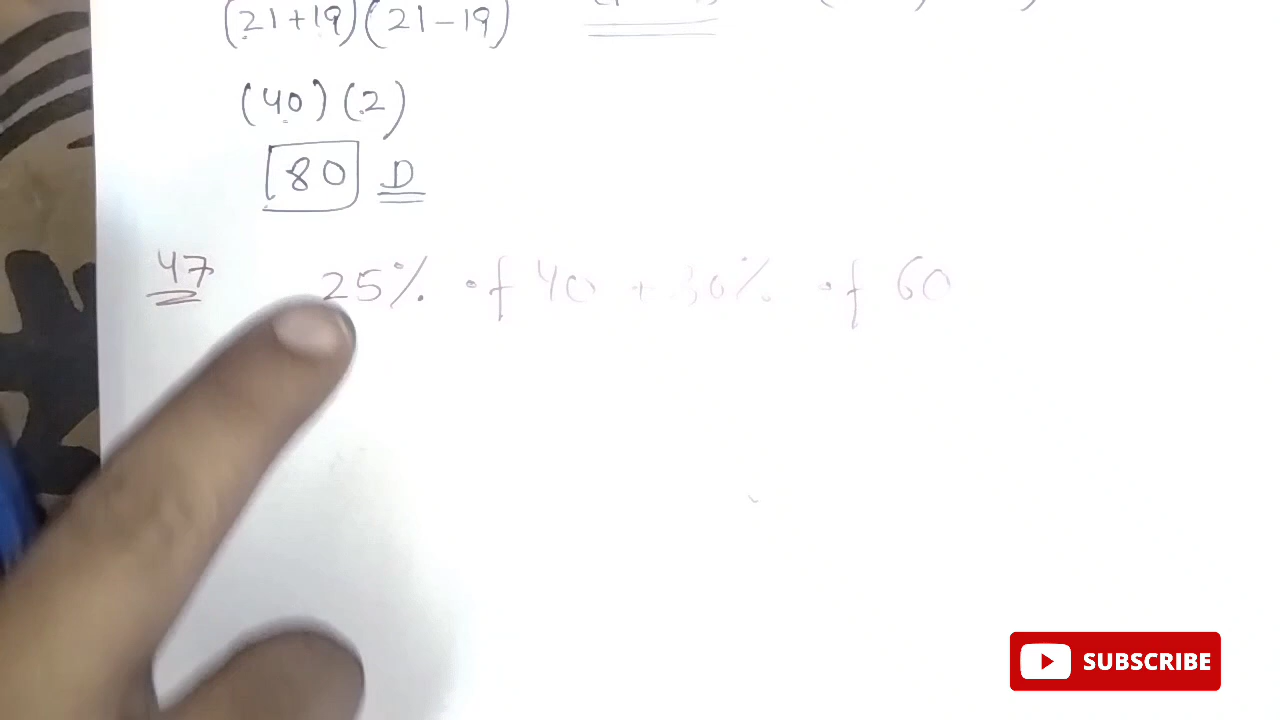 (21+19)(21-19)
(40)(2)
80 D
47 25% of 40 + 30% of 60
SUBSCRIBE